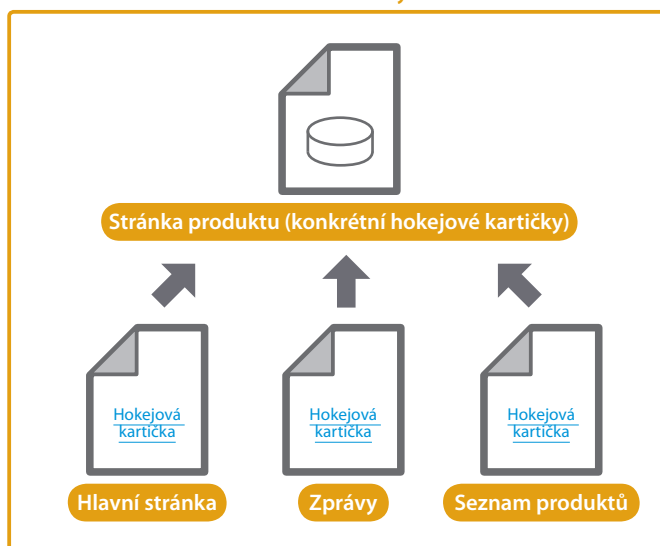 Stránka produktu (konkrétní hokejové kartičky)
Hokejová
kartička
Hokejová
kartička
Hokejová
kartička
Hlavní stránka
Zprávy
Seznam produktů